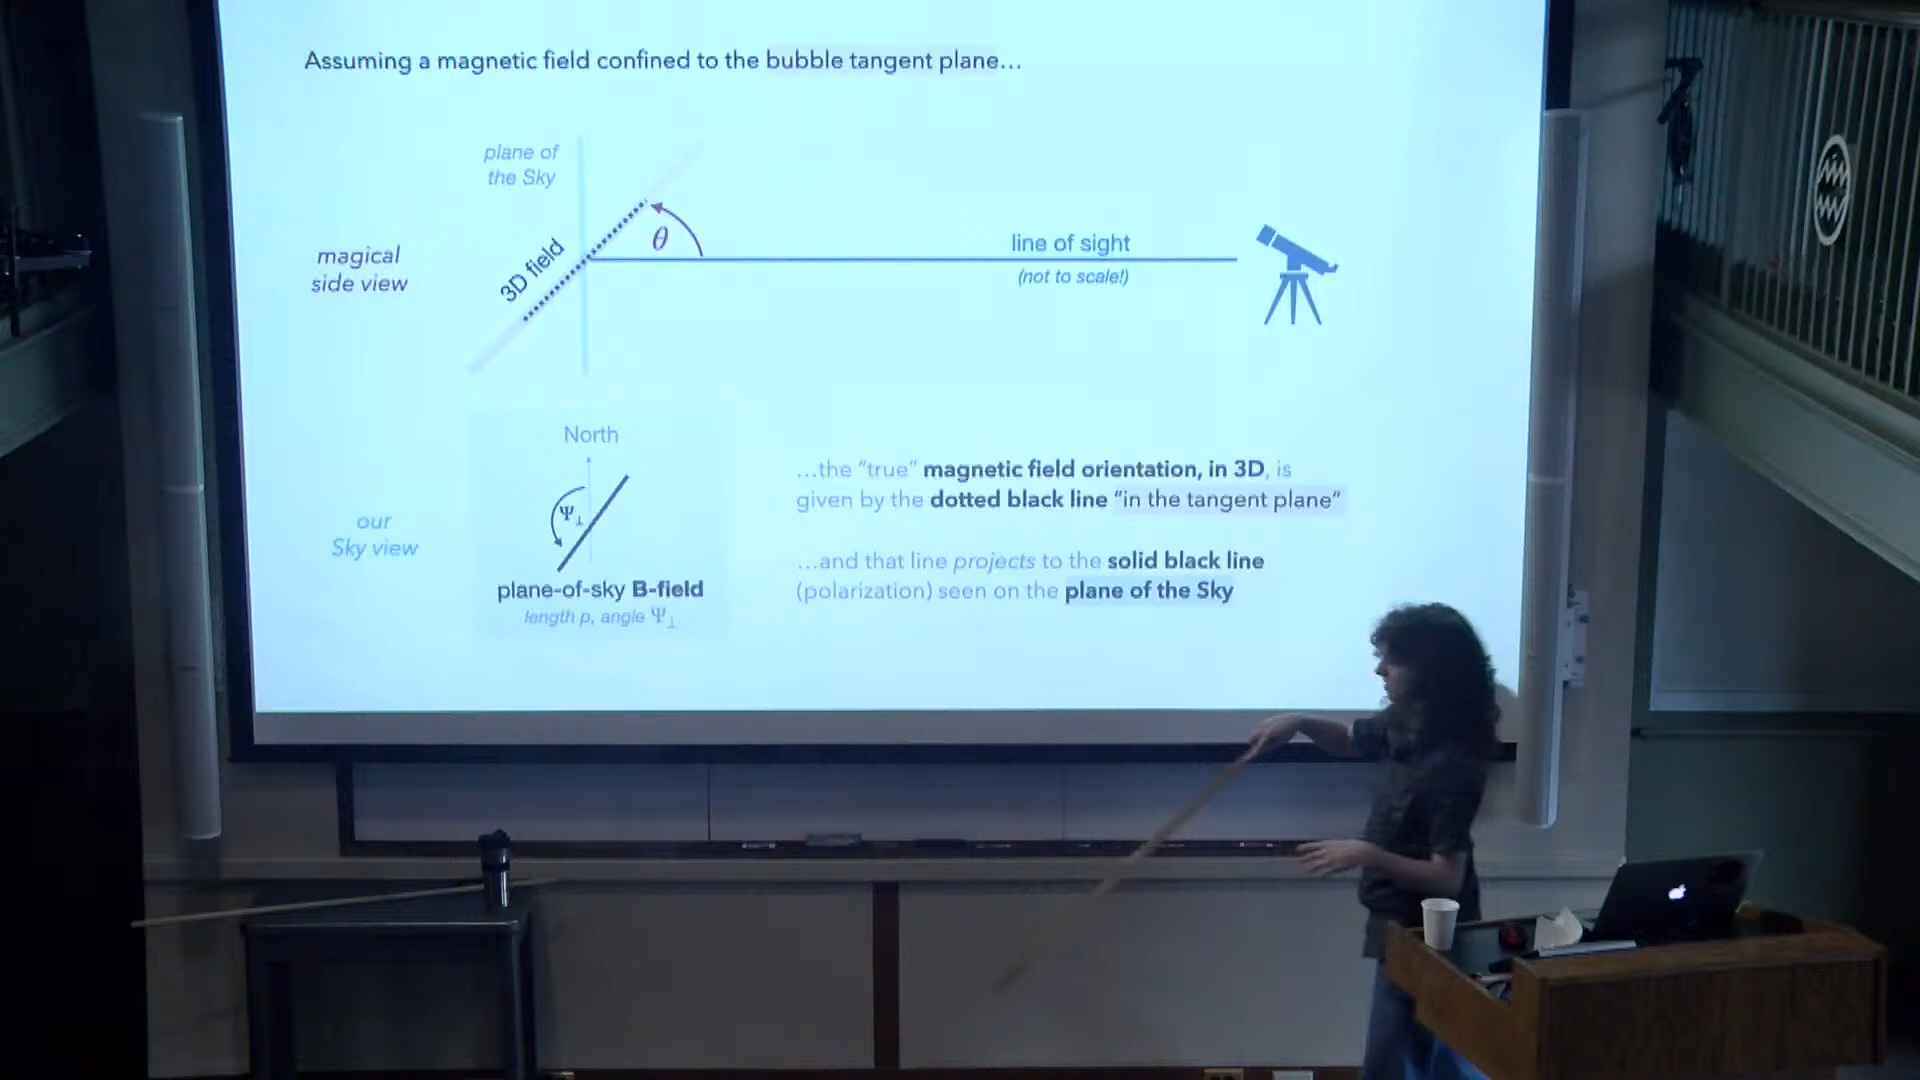 Assuming a magnetic field confined to the bubble tangent plane…
plane of
the Sky
magical
side view
3D field
θ
line of sight
(not to scale!)
our
Sky view
North
Ψ⊥
plane-of-sky B-field
length p, angle Ψ⊥
…the “true” magnetic field orientation, in 3D, is
given by the dotted black line “in the tangent plane”
…and that line projects to the solid black line
(polarization) seen on the plane of the Sky